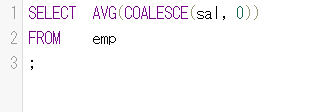 1 SELECT AVG(COALESCE(sal, 0))
2 FROM emp
3 ;